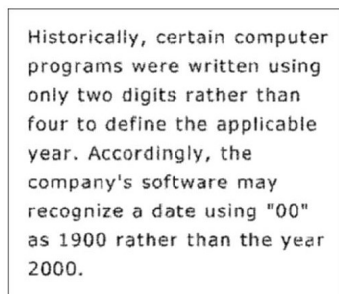 Historically, certain computer
programs were written using
only two digits rather than
four to define the applicable
year. Accordingly, the
company's software may
recognize a date using "00"
as 1900 rather than the year
2000.